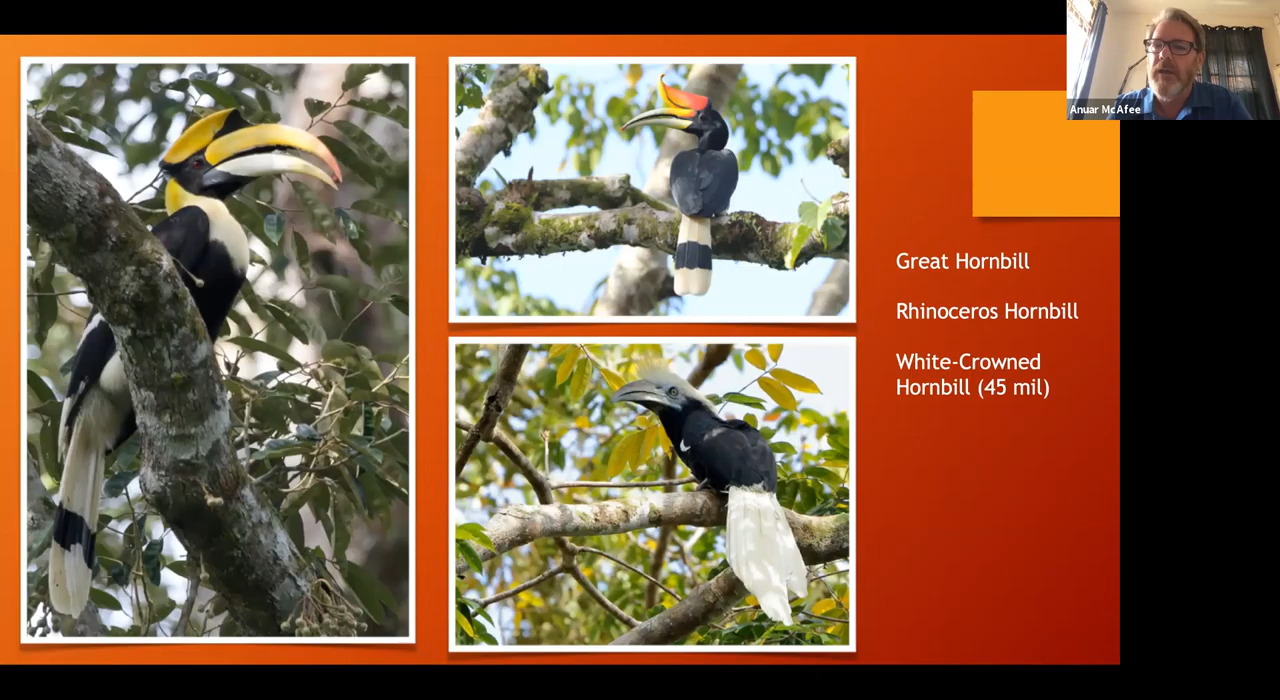 Anuar McAfee
Great Hornbill
Rhinoceros Hornbill
White-Crowned
Hornbill (45 mil)